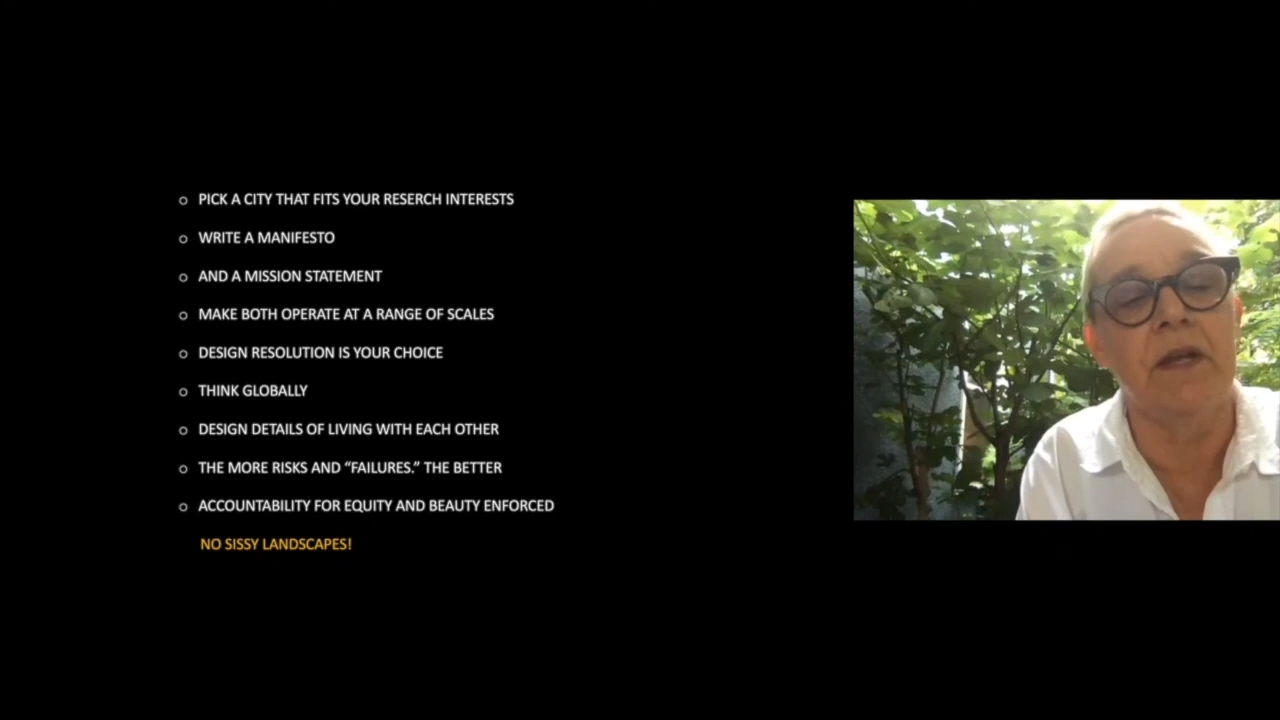 PICK A CITY THAT FITS YOUR RESERCH INTERESTS
WRITE A MANIFESTO
AND A MISSION STATEMENT
MAKE BOTH OPERATE AT A RANGE OF SCALES
DESIGN RESOLUTION IS YOUR CHOICE
THINK GLOBALLY
DESIGN DETAILS OF LIVING WITH EACH OTHER
THE MORE RISKS AND “FAILURES.” THE BETTER
ACCOUNTABILITY FOR EQUITY AND BEAUTY ENFORCED
NO SISSY LANDSCAPES!